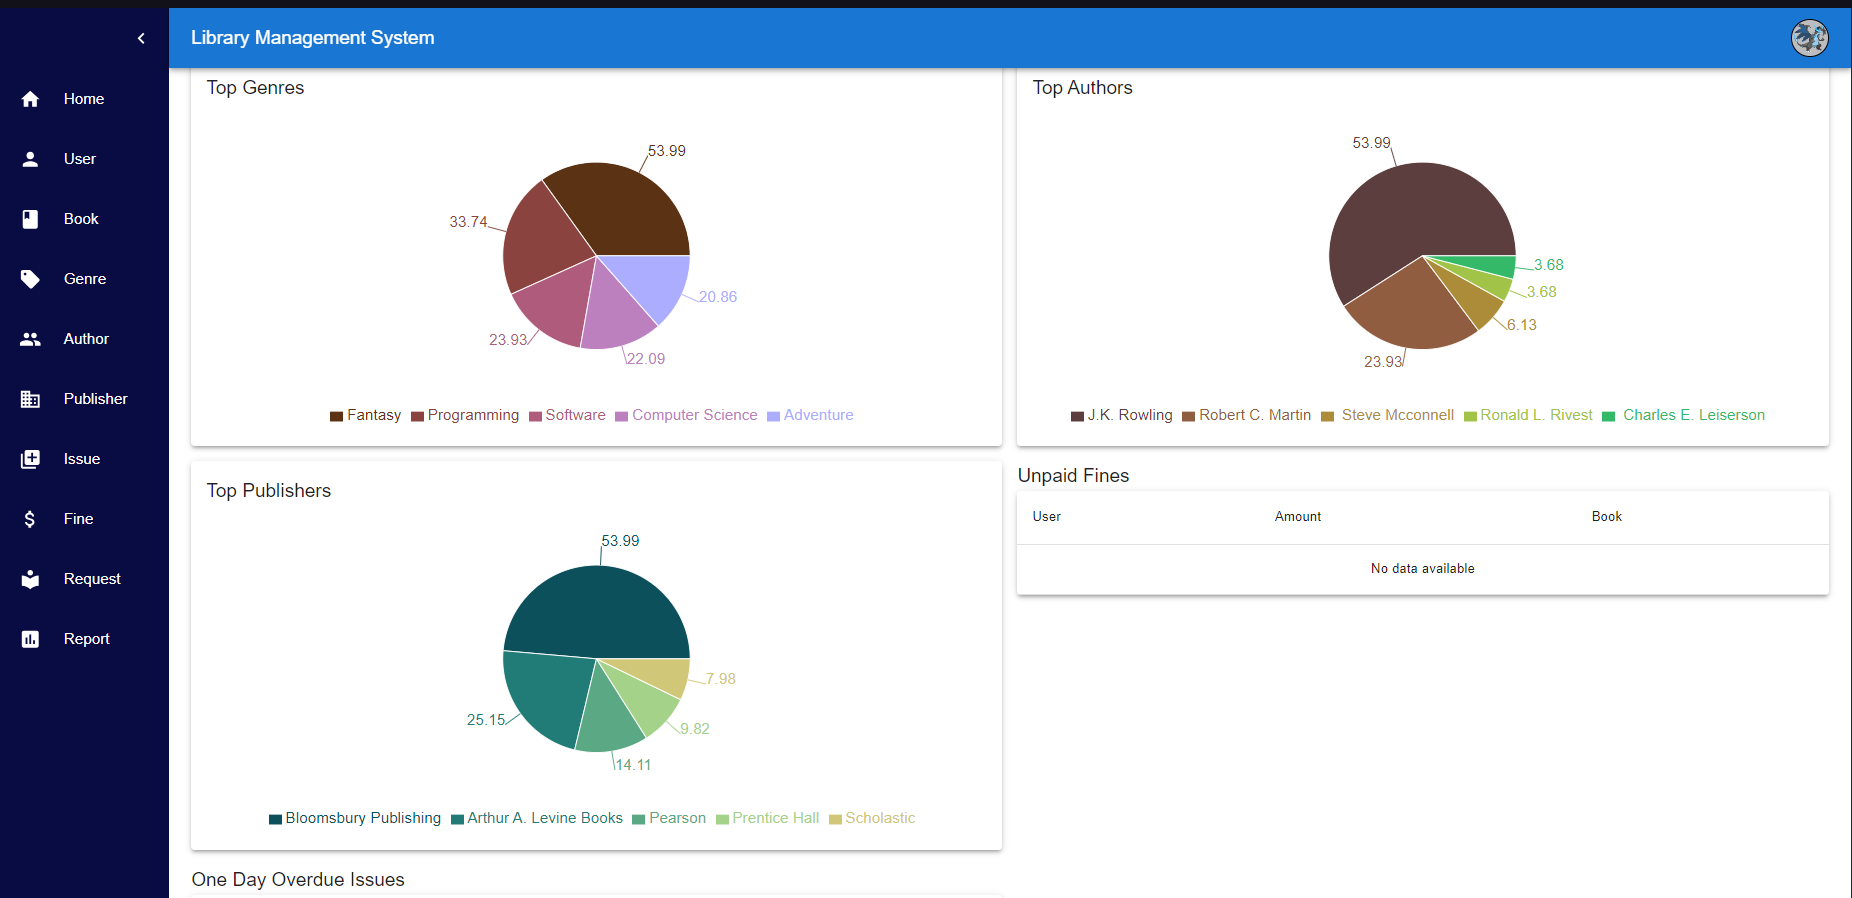 Library Management System
Home
User
Book
Genre
Author
Publisher
Issue
Fine
Request
Report
Top Genres
53.99
33.74
23.93
22.09
20.86
Fantasy Programming Software Computer Science Adventure
Top Authors
53.99
3.68
3.68
6.13
23.93
J.K. Rowling Robert C. Martin Steve Mcconnell Ronald L. Rivest Charles E. Leiserson
Top Publishers
53.99
7.98
25.15
9.82
14.11
Bloomsbury Publishing Arthur A. Levine Books Pearson Prentice Hall Scholastic
Unpaid Fines
User Amount Book
No data available
One Day Overdue Issues